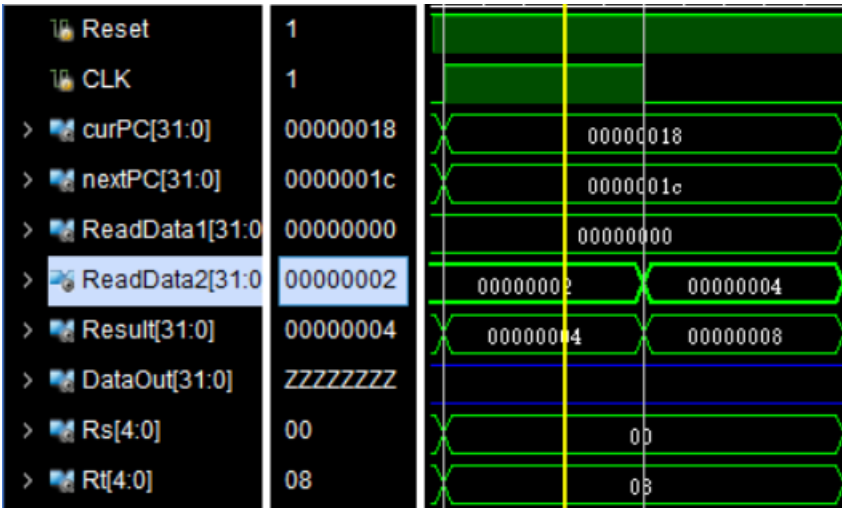 Reset 1
CLK 1
curPC[31:0] 00000018 00000018
nextPC[31:0] 0000001c 0000001c
ReadData1[31:0 00000000 00000000
ReadData2[31:0 00000002 00000002 00000004
Result[31:0] 00000004 00000004 00000008
DataOut[31:0] ZZZZZZZZ
Rs[4:0] 00 00
Rt[4:0] 08 08